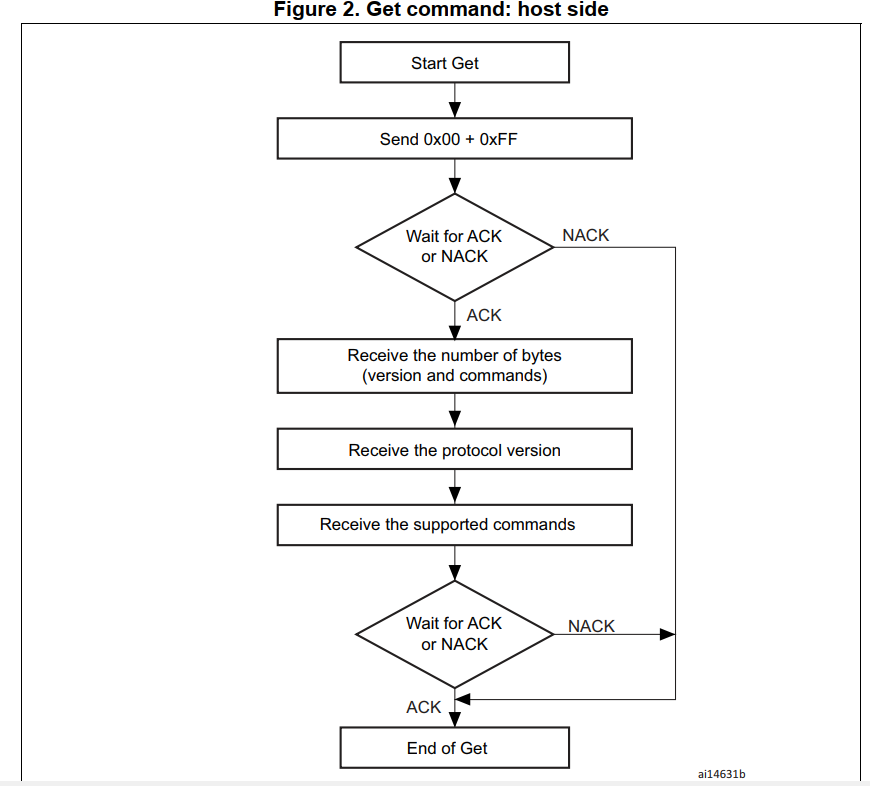 Figure 2. Get command: host side
Start Get
Send 0x00 + 0xFF
Wait for ACK
or NACK
NACK
ACK
Receive the number of bytes
(version and commands)
Receive the protocol version
Receive the supported commands
Wait for ACK
or NACK
NACK
ACK
End of Get
ai14631b